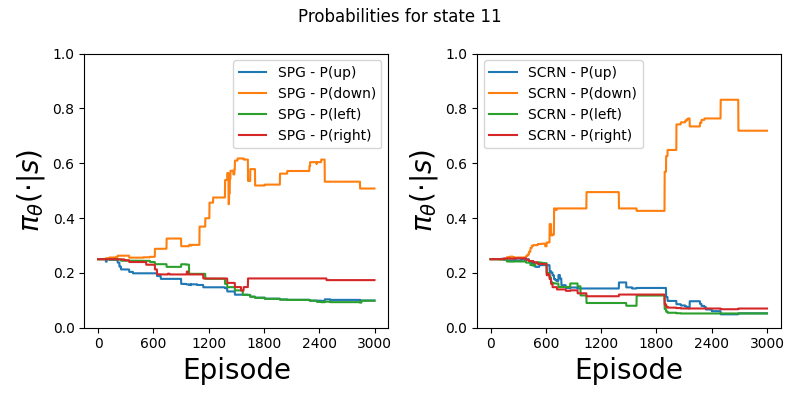 Probabilities for state 11
1.0
0.8
0.6
0.4
0.2
0.0
π_θ(·|s)
SPG - P(up)
SPG - P(down)
SPG - P(left)
SPG - P(right)
0 600 1200 1800 2400 3000
Episode
1.0
0.8
0.6
0.4
0.2
0.0
π_θ(·|s)
SCRN - P(up)
SCRN - P(down)
SCRN - P(left)
SCRN - P(right)
0 600 1200 1800 2400 3000
Episode